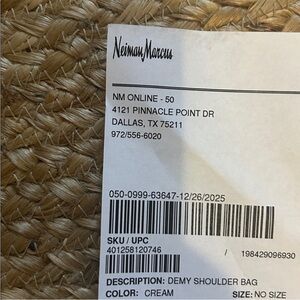 Neiman Marcus
NM ONLINE - 50
4121 PINNACLE POINT DR
DALLAS, TX 75211
972/556-6020
050-0999-63647-12/26/2025
SKU / UPC
401258120746 / 198429096930
DESCRIPTION: DEMY SHOULDER BAG
COLOR: CREAM SIZE: NO SIZE